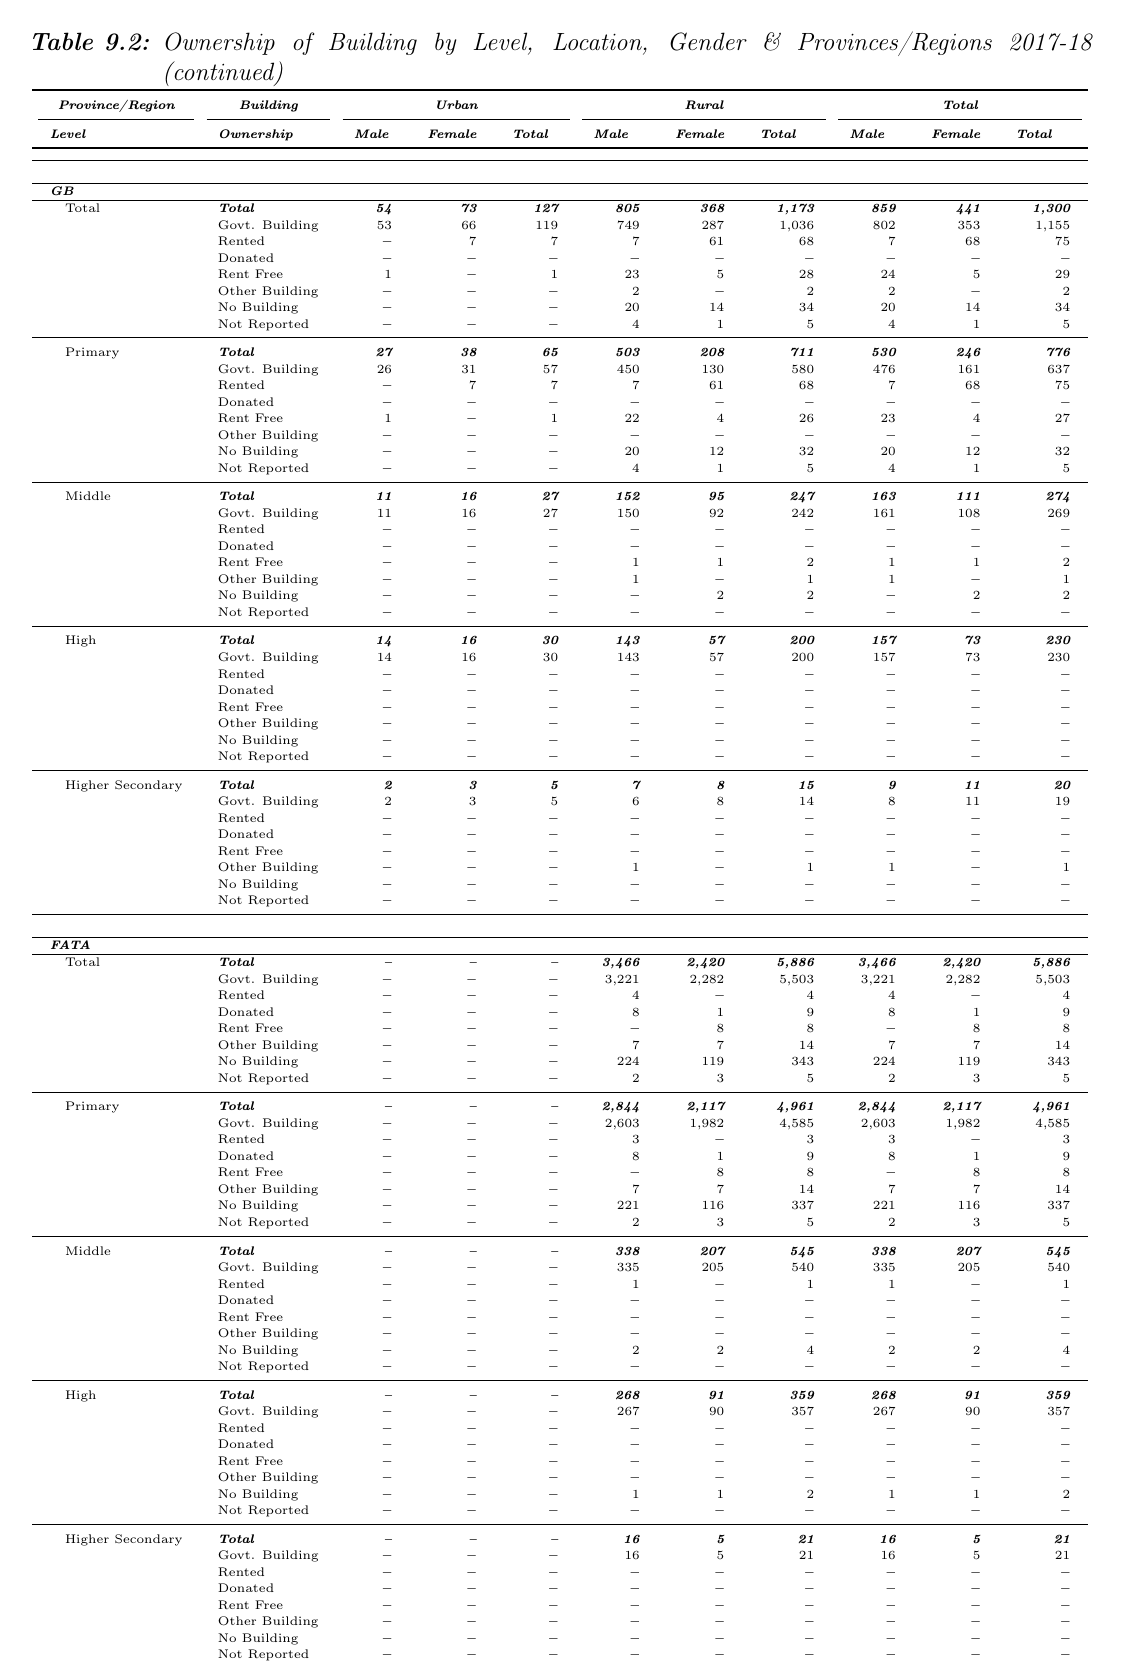 Table 9.2: Ownership of Building by Level, Location, Gender & Provinces/Regions 2017-18
(continued)
Province/Region Building Urban Rural Total
Level Ownership Male Female Total Male Female Total Male Female Total
GB
Total Total 54 73 127 805 368 1,173 859 441 1,300
Govt. Building 53 66 119 749 287 1,036 802 353 1,155
Rented – 7 7 7 61 68 7 68 75
Donated – – – – – – – – –
Rent Free 1 – 1 23 5 28 24 5 29
Other Building – – – 2 – 2 2 – 2
No Building – – – 20 14 34 20 14 34
Not Reported – – – 4 1 5 4 1 5
Primary Total 27 38 65 503 208 711 530 246 776
Govt. Building 26 31 57 450 130 580 476 161 637
Rented – 7 7 7 61 68 7 68 75
Donated – – – – – – – – –
Rent Free 1 – 1 22 4 26 23 4 27
Other Building – – – – – – – – –
No Building – – – 20 12 32 20 12 32
Not Reported – – – 4 1 5 4 1 5
Middle Total 11 16 27 152 95 247 163 111 274
Govt. Building 11 16 27 150 92 242 161 108 269
Rented – – – – – – – – –
Donated – – – – – – – – –
Rent Free – – – 1 1 2 1 1 2
Other Building – – – 1 – 1 1 – 1
No Building – – – – 2 2 – 2 2
Not Reported – – – – – – – – –
High Total 14 16 30 143 57 200 157 73 230
Govt. Building 14 16 30 143 57 200 157 73 230
Rented – – – – – – – – –
Donated – – – – – – – – –
Rent Free – – – – – – – – –
Other Building – – – – – – – – –
No Building – – – – – – – – –
Not Reported – – – – – – – – –
Higher Secondary Total 2 3 5 7 8 15 9 11 20
Govt. Building 2 3 5 6 8 14 8 11 19
Rented – – – – – – – – –
Donated – – – – – – – – –
Rent Free – – – – – – – – –
Other Building – – – 1 – 1 1 – 1
No Building – – – – – – – – –
Not Reported – – – – – – – – –
FATA
Total Total – – – 3,466 2,420 5,886 3,466 2,420 5,886
Govt. Building – – – 3,221 2,282 5,503 3,221 2,282 5,503
Rented – – – 4 – 4 4 – 4
Donated – – – 8 1 9 8 1 9
Rent Free – – – – 8 8 – 8 8
Other Building – – – 7 7 14 7 7 14
No Building – – – 224 119 343 224 119 343
Not Reported – – – 2 3 5 2 3 5
Primary Total – – – 2,844 2,117 4,961 2,844 2,117 4,961
Govt. Building – – – 2,603 1,982 4,585 2,603 1,982 4,585
Rented – – – 3 – 3 3 – 3
Donated – – – 8 1 9 8 1 9
Rent Free – – – – 8 8 – 8 8
Other Building – – – 7 7 14 7 7 14
No Building – – – 221 116 337 221 116 337
Not Reported – – – 2 3 5 2 3 5
Middle Total – – – 338 207 545 338 207 545
Govt. Building – – – 335 205 540 335 205 540
Rented – – – 1 – 1 1 – 1
Donated – – – – – – – – –
Rent Free – – – – – – – – –
Other Building – – – – – – – – –
No Building – – – 2 2 4 2 2 4
Not Reported – – – – – – – – –
High Total – – – 268 91 359 268 91 359
Govt. Building – – – 267 90 357 267 90 357
Rented – – – – – – – – –
Donated – – – – – – – – –
Rent Free – – – – – – – – –
Other Building – – – – – – – – –
No Building – – – 1 1 2 1 1 2
Not Reported – – – – – – – – –
Higher Secondary Total – – – 16 5 21 16 5 21
Govt. Building – – – 16 5 21 16 5 21
Rented – – – – – – – – –
Donated – – – – – – – – –
Rent Free – – – – – – – – –
Other Building – – – – – – – – –
No Building – – – – – – – – –
Not Reported – – – – – – – – –